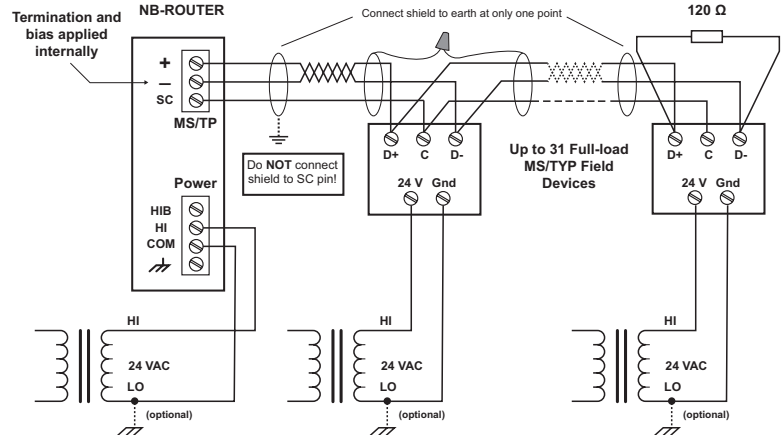 Termination and
bias applied
internally
NB-ROUTER
+
–
SC
MS/TP
Power
HIB
HI
COM
Connect shield to earth at only one point
Do NOT connect
shield to SC pin!
D+ C D-
24 V Gnd
Up to 31 Full-load
MS/TYP Field
Devices
120 Ω
D+ C D-
24 V Gnd
HI
24 VAC
LO
(optional)
HI
24 VAC
LO
(optional)
HI
24 VAC
LO
(optional)